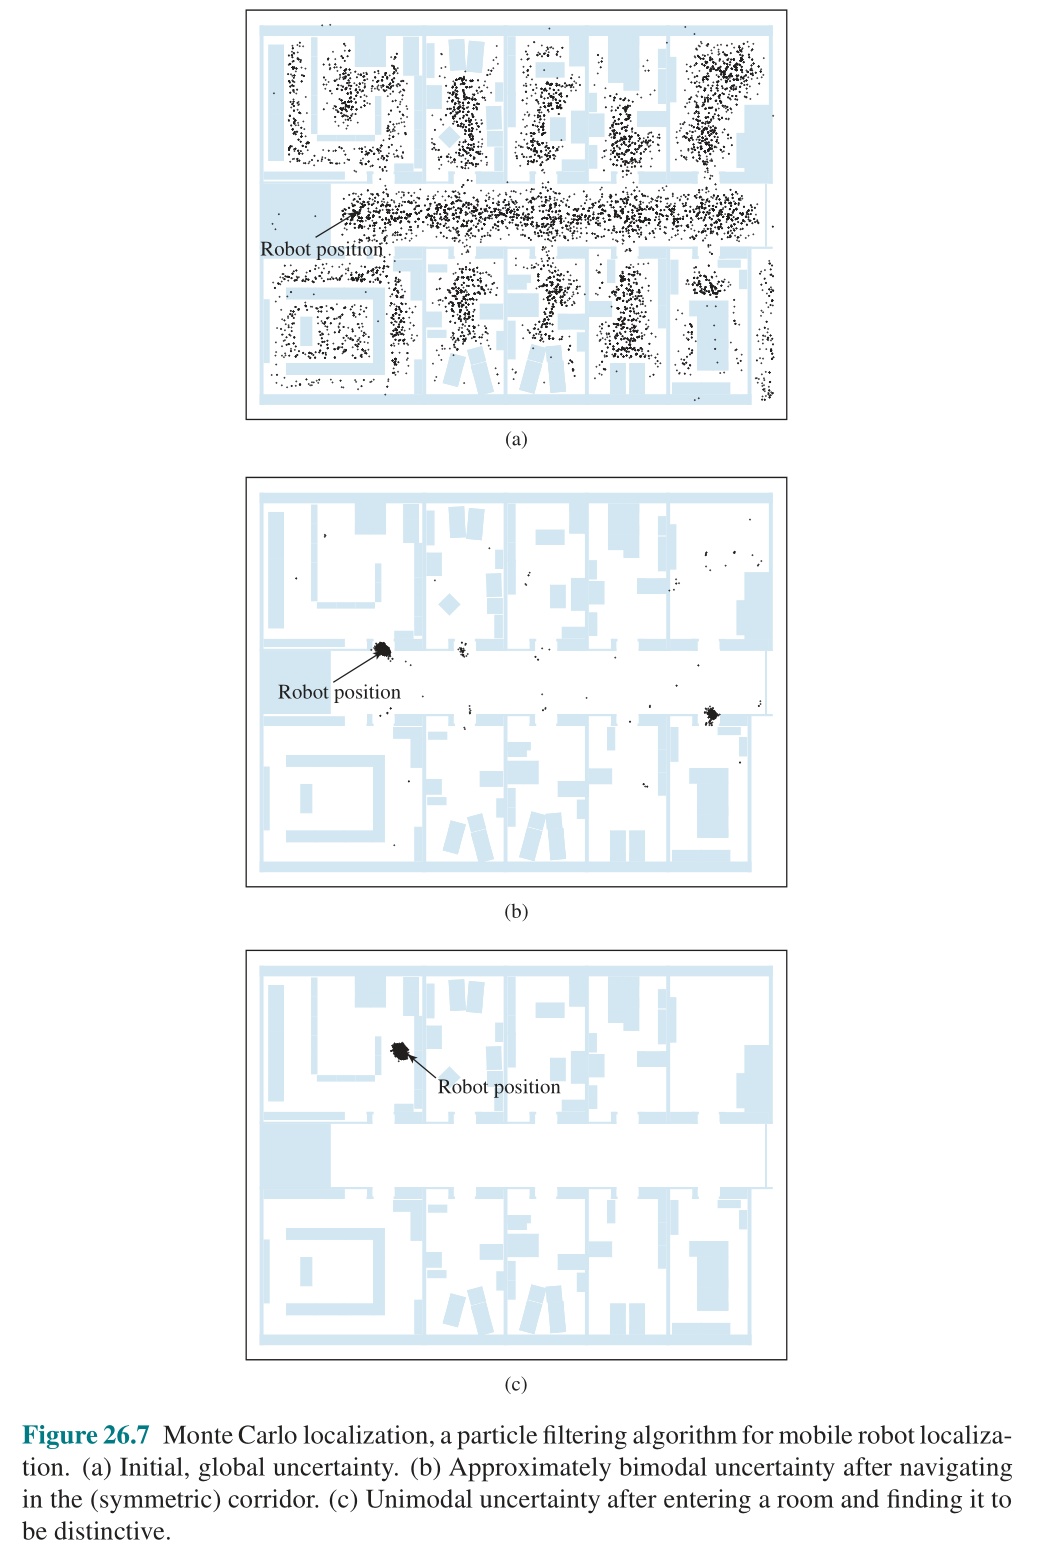 Robot position
(a)
Robot position
(b)
Robot position
(c)
Figure 26.7 Monte Carlo localization, a particle filtering algorithm for mobile robot localiza-
tion. (a) Initial, global uncertainty. (b) Approximately bimodal uncertainty after navigating
in the (symmetric) corridor. (c) Unimodal uncertainty after entering a room and finding it to
be distinctive.